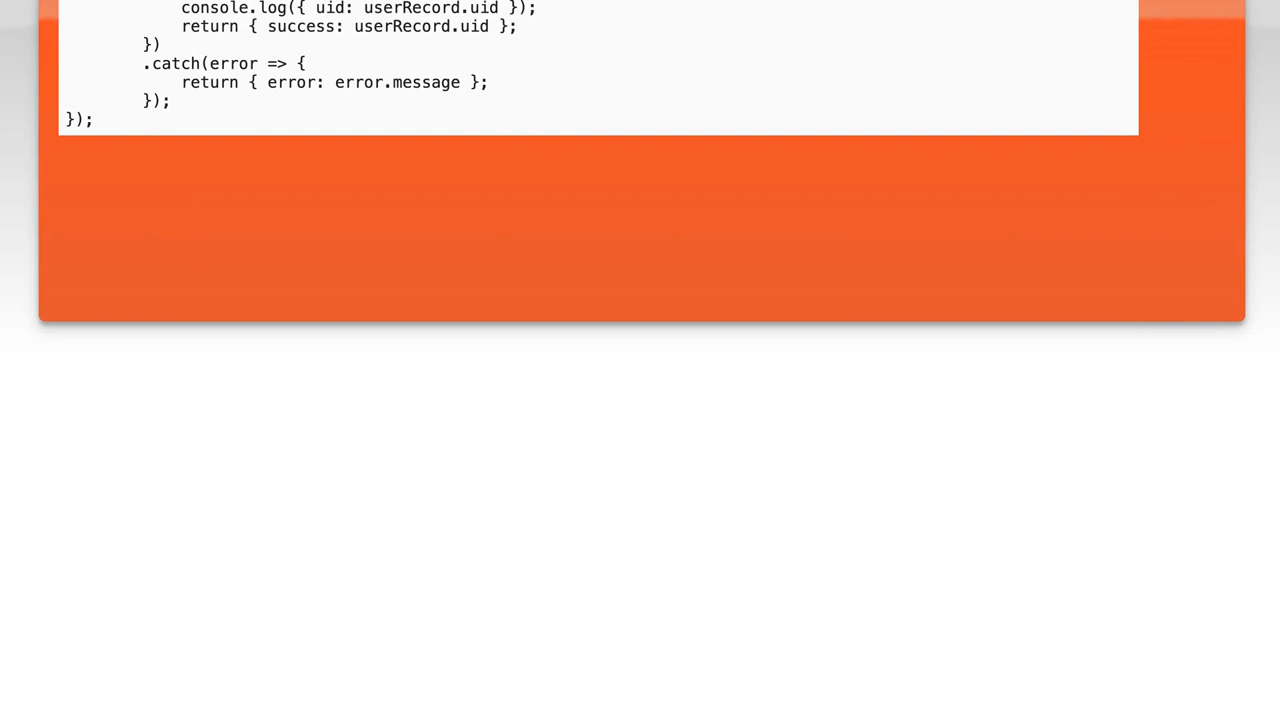 console.log({ uid: userRecord.uid });
return { success: userRecord.uid };
})
.catch(error => {
return { error: error.message };
});
});